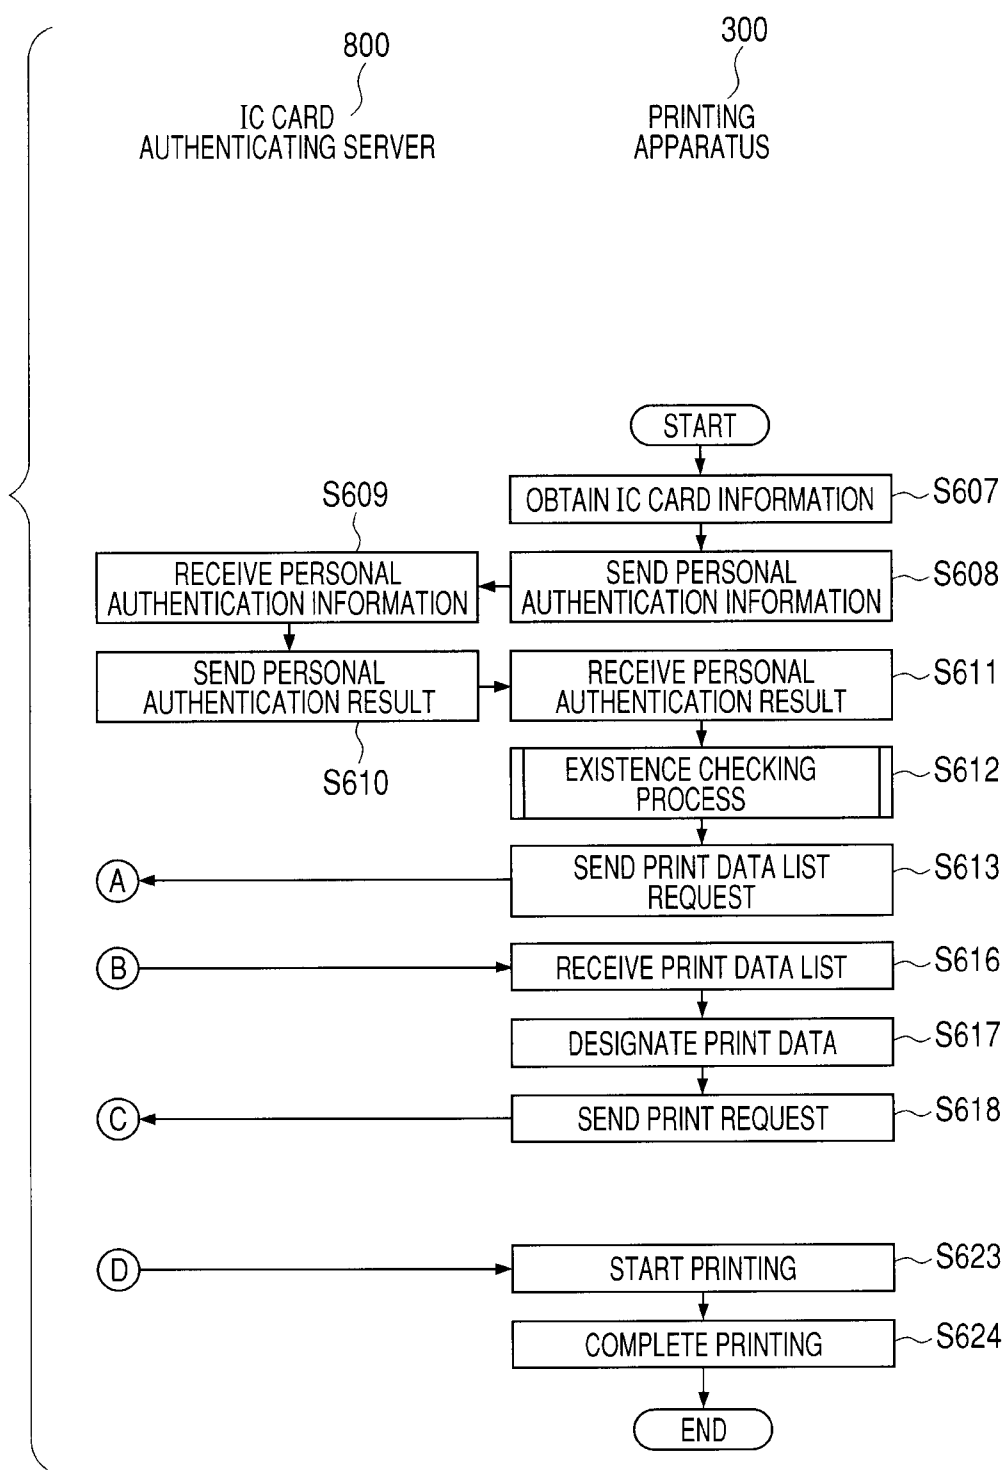 800
IC CARD
AUTHENTICATING SERVER
300
PRINTING
APPARATUS
START
OBTAIN IC CARD INFORMATION
S607
S609
RECEIVE PERSONAL
AUTHENTICATION INFORMATION
SEND PERSONAL
AUTHENTICATION INFORMATION
S608
SEND PERSONAL
AUTHENTICATION RESULT
S610
RECEIVE PERSONAL
AUTHENTICATION RESULT
S611
EXISTENCE CHECKING
PROCESS
S612
A
SEND PRINT DATA LIST
REQUEST
S613
B
RECEIVE PRINT DATA LIST
S616
DESIGNATE PRINT DATA
S617
C
SEND PRINT REQUEST
S618
D
START PRINTING
S623
COMPLETE PRINTING
S624
END